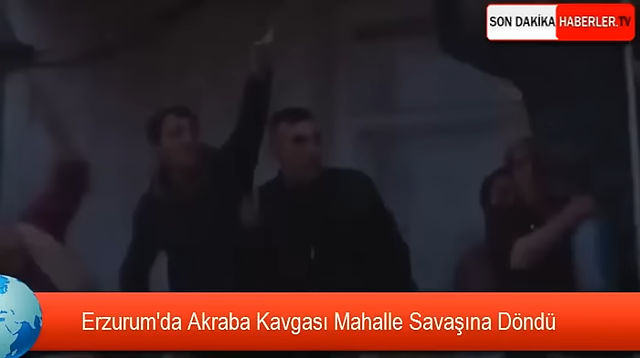 SON DAKİKA HABERLER.TV
Erzurum'da Akraba Kavgası Mahalle Savaşına Döndü